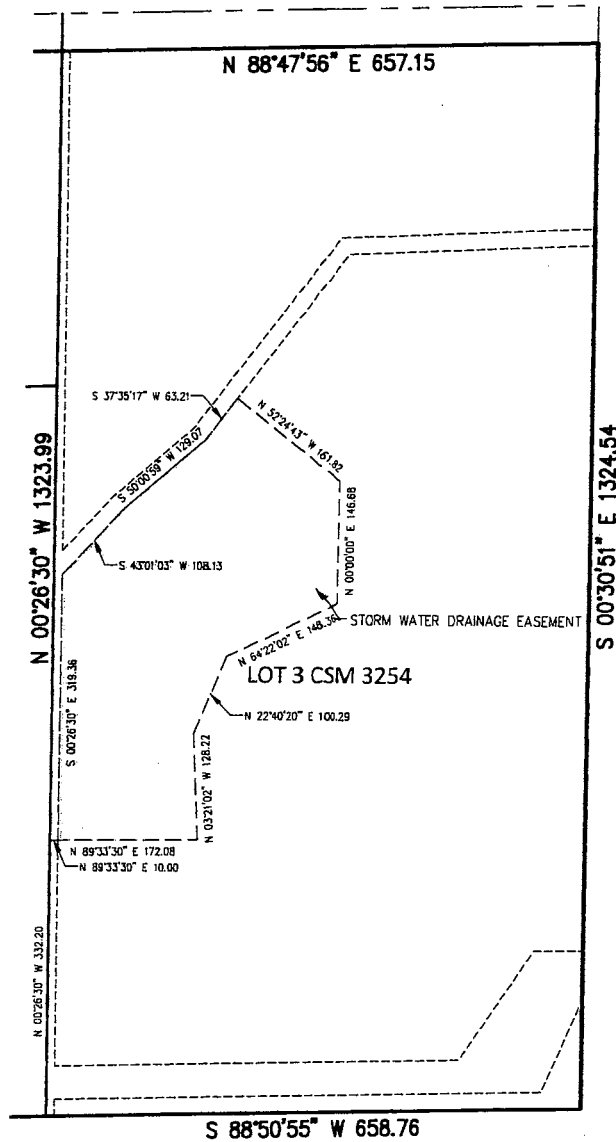 N 88°47'56" E 657.15
S 37°35'17" W 63.21
N 52°24'43" W 161.82
S 50°00'59" W 129.07
N 00°26'30" W 1323.99
S 00°30'51" E 1324.54
N 00°00'00" E 146.68
S 43°01'03" W 108.13
STORM WATER DRAINAGE EASEMENT
N 64°22'02" E 148.36
LOT 3 CSM 3254
N 22°40'20" E 100.29
S 00°26'30" E 319.36
N 03°21'02" W 128.22
N 89°33'30" E 172.08
N 89°33'30" E 10.00
N 00°26'30" W 332.20
S 88°50'55" W 658.76